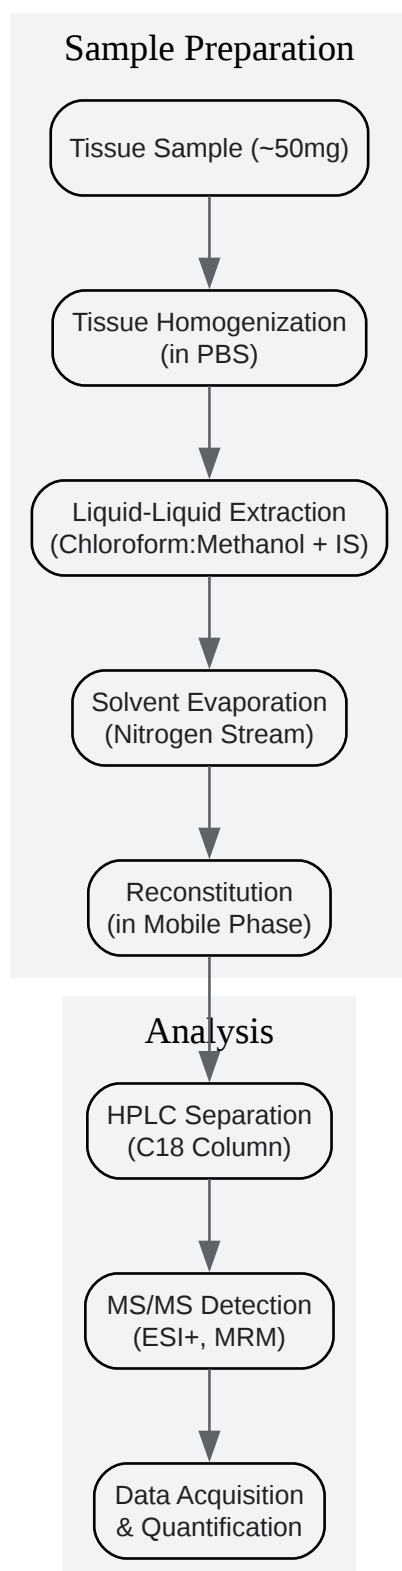 Sample Preparation
Tissue Sample (~50mg)
Tissue Homogenization
(in PBS)
Liquid-Liquid Extraction
(Chloroform:Methanol + IS)
Solvent Evaporation
(Nitrogen Stream)
Reconstitution
(in Mobile Phase)
Analysis
HPLC Separation
(C18 Column)
MS/MS Detection
(ESI+, MRM)
Data Acquisition
& Quantification